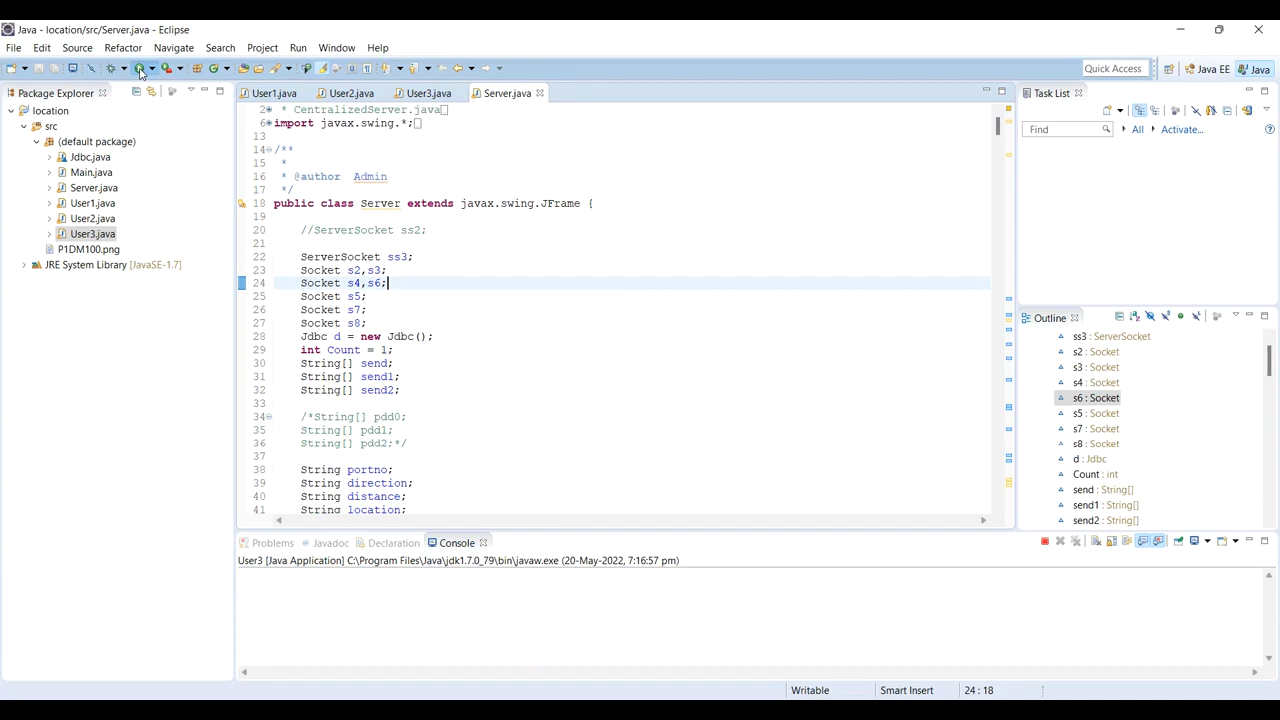 Java - location/src/Server.java - Eclipse
File Edit Source Refactor Navigate Search Project Run Window Help
Quick Access Java EE Java
Package Explorer
location
src
(default package)
Jdbc.java
Main.java
Server.java
User1.java
User2.java
User3.java
P1DM100.png
JRE System Library [JavaSE-1.7]
User1.java User2.java User3.java Server.java
2 * CentralizedServer.java
6 import javax.swing.*;
13
14 /**
15 *
16 * @author Admin
17 */
18 public class Server extends javax.swing.JFrame {
19
20 //ServerSocket ss2;
21
22 ServerSocket ss3;
23 Socket s2,s3;
24 Socket s4,s6;
25 Socket s5;
26 Socket s7;
27 Socket s8;
28 Jdbc d = new Jdbc();
29 int Count = 1;
30 String[] send;
31 String[] send1;
32 String[] send2;
33
34 /*String[] pdd0;
35 String[] pdd1;
36 String[] pdd2;*/
37
38 String portno;
39 String direction;
40 String distance;
41 String location;
Task List
Find All Activate...
Outline
ss3 : ServerSocket
s2 : Socket
s3 : Socket
s4 : Socket
s6 : Socket
s5 : Socket
s7 : Socket
s8 : Socket
d : Jdbc
Count : int
send : String[]
send1 : String[]
send2 : String[]
Problems Javadoc Declaration Console
User3 [Java Application] C:\Program Files\Java\jdk1.7.0_79\bin\javaw.exe (20-May-2022, 7:16:57 pm)
Writable Smart Insert 24 : 18